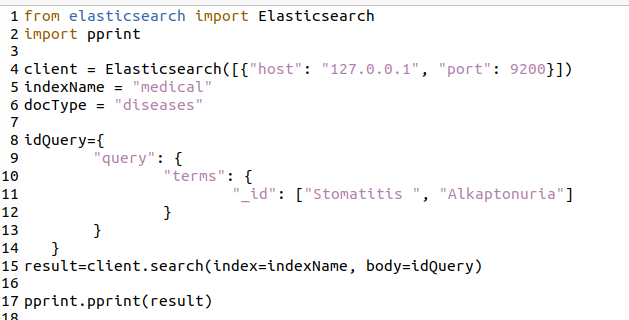 1 from elasticsearch import Elasticsearch
2 import pprint
3
4 client = Elasticsearch([{"host": "127.0.0.1", "port": 9200}])
5 indexName = "medical"
6 docType = "diseases"
7
8 idQuery={
9         "query": {
10                 "terms": {
11                         "_id": ["Stomatitis ", "Alkaptonuria"]
12                 }
13         }
14    }
15 result=client.search(index=indexName, body=idQuery)
16
17 pprint.pprint(result)
18